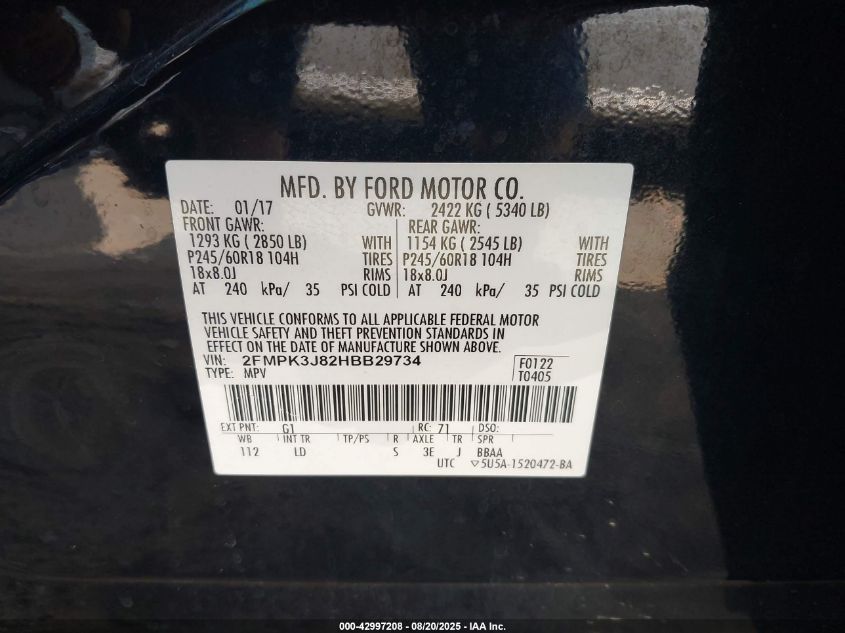 MFD. BY FORD MOTOR CO.
DATE: 01/17 GVWR: 2422 KG ( 5340 LB)
FRONT GAWR: REAR GAWR:
1293 KG ( 2850 LB) WITH 1154 KG ( 2545 LB) WITH
P245/60R18 104H TIRES P245/60R18 104H TIRES
18x8.0J RIMS 18x8.0J RIMS
AT 240 kPa/ 35 PSI COLD AT 240 kPa/ 35 PSI COLD
THIS VEHICLE CONFORMS TO ALL APPLICABLE FEDERAL MOTOR
VEHICLE SAFETY AND THEFT PREVENTION STANDARDS IN
EFFECT ON THE DATE OF MANUFACTURE SHOWN ABOVE.
VIN: 2FMPK3J82HBB29734 F0122
TYPE: MPV T0405
EXT PNT: G1 RC: 71 DSO:
WB INT TR TP/PS R AXLE TR SPR
112 LD S 3E J BBAA
UTC ▽5U5A-1520472-BA
000-42997208 - 08/20/2025 - IAA Inc.